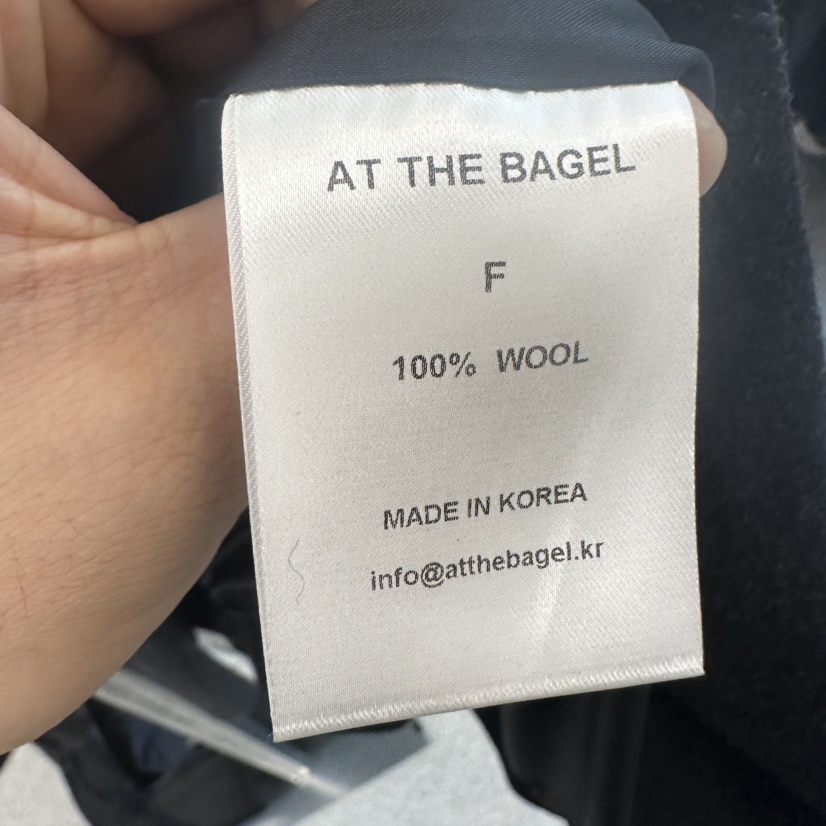 AT THE BAGEL
F
100% WOOL
MADE IN KOREA
info@atthebagel.kr